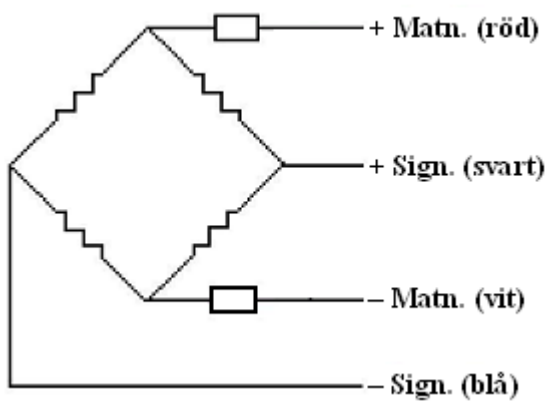 + Matn. (röd)
+ Sign. (svart)
– Matn. (vit)
– Sign. (blå)